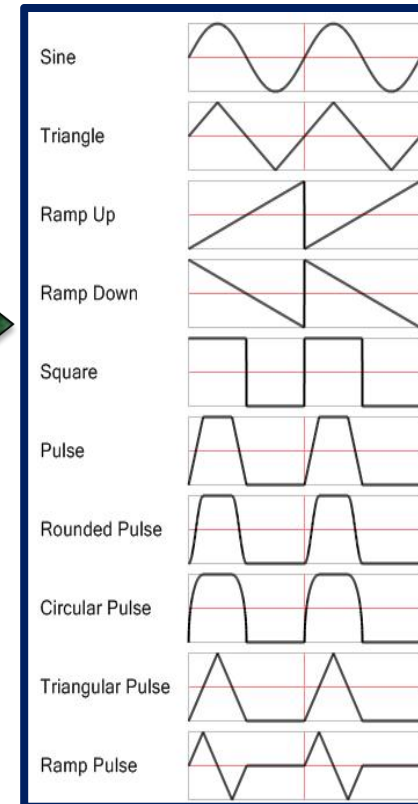 Sine
Triangle
Ramp Up
Ramp Down
Square
Pulse
Rounded Pulse
Circular Pulse
Triangular Pulse
Ramp Pulse